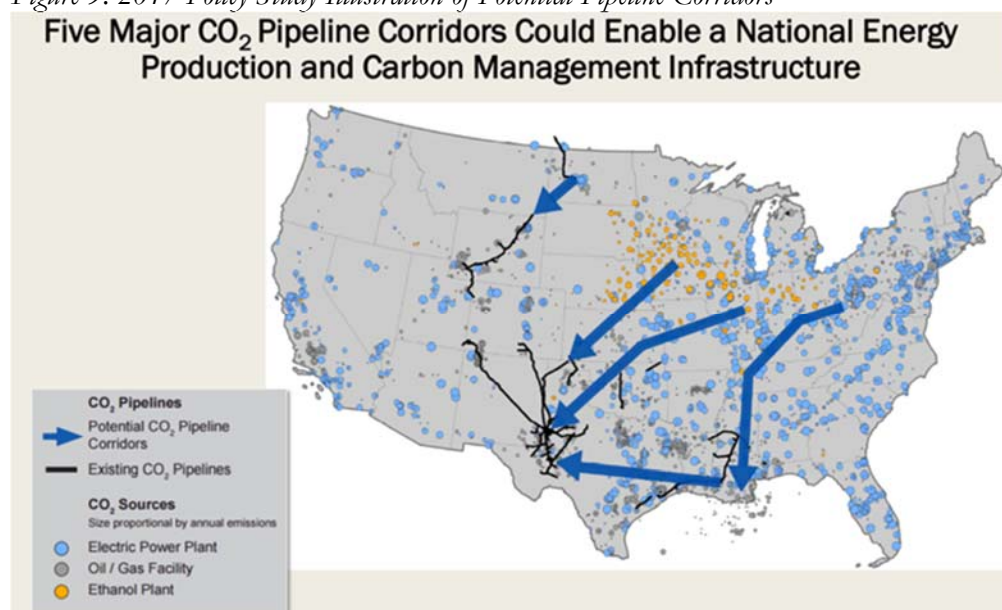 Figure 9: 2017 Policy Study Illustration of Potential Pipeline Corridors
Five Major CO₂ Pipeline Corridors Could Enable a National Energy
Production and Carbon Management Infrastructure
CO₂ Pipelines
Potential CO₂ Pipeline
Corridors
Existing CO₂ Pipelines
CO₂ Sources
Size proportional by annual emissions
Electric Power Plant
Oil / Gas Facility
Ethanol Plant